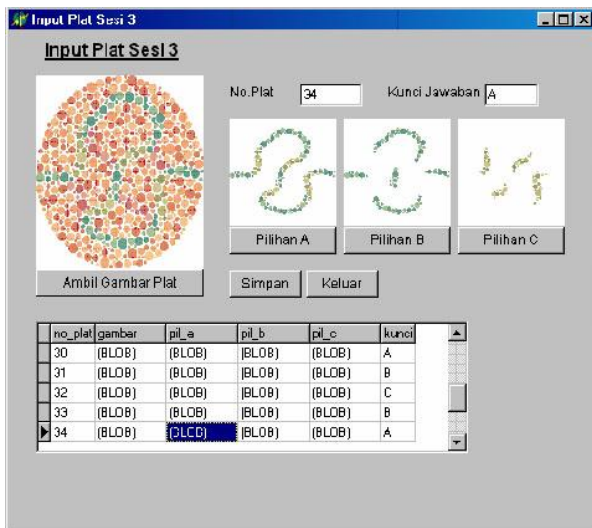 Input Plat Sesi 3
Input Plat Sesi 3
No.Plat 34 Kunci Jawaban A
Pilihan A Pilihan B Pilihan C
Ambil Gambar Plat Simpan Keluar
no_plat gambar pil_a pil_b pil_c kunci
30 (BLOB) (BLOB) (BLOB) (BLOB) A
31 (BLOB) (BLOB) (BLOB) (BLOB) B
32 (BLOB) (BLOB) (BLOB) (BLOB) C
33 (BLOB) (BLOB) (BLOB) (BLOB) B
34 (BLOB) (BLOB) (BLOB) (BLOB) A